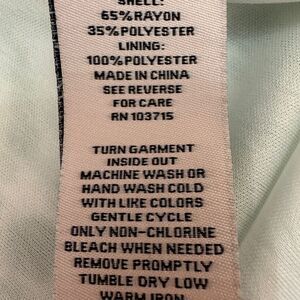 SHELL:
65%RAYON
35%POLYESTER
LINING:
100%POLYESTER
MADE IN CHINA
SEE REVERSE
FOR CARE
RN 103715
TURN GARMENT
INSIDE OUT
MACHINE WASH OR
HAND WASH COLD
WITH LIKE COLORS
GENTLE CYCLE
ONLY NON-CHLORINE
BLEACH WHEN NEEDED
REMOVE PROMPTLY
TUMBLE DRY LOW
WARM IRON